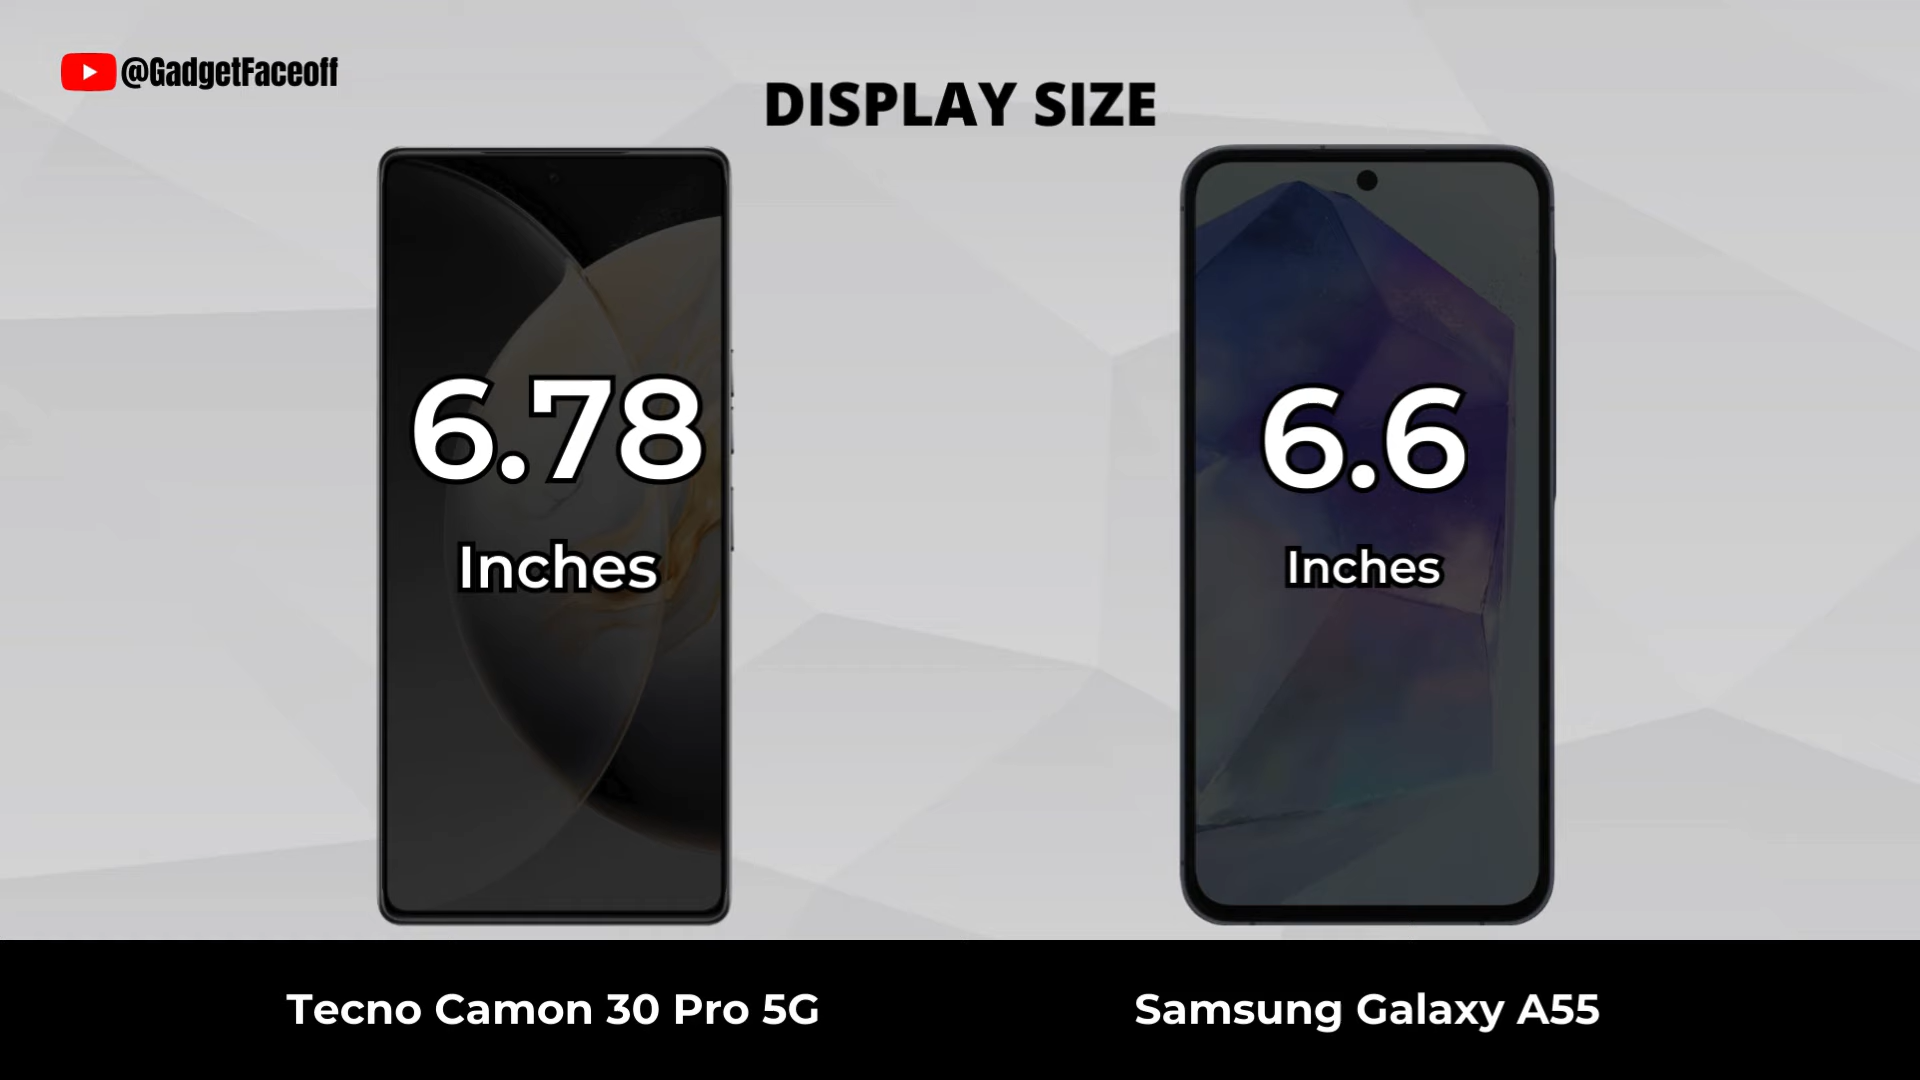 @GadgetFaceoff
DISPLAY SIZE
6.78
Inches
6.6
Inches
Tecno Camon 30 Pro 5G
Samsung Galaxy A55